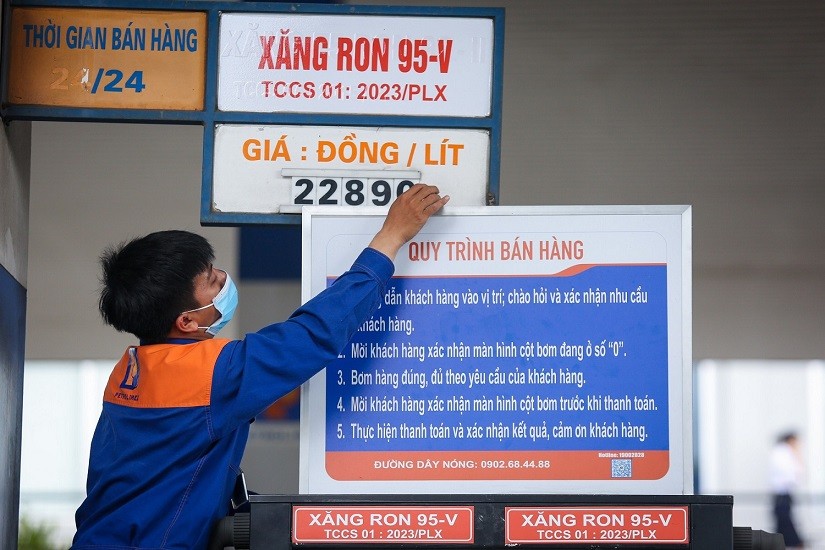 THỜI GIAN BÁN HÀNG
24/24
XĂNG RON 95-V
TCCS 01: 2023/PLX
GIÁ : ĐỒNG / LÍT
22890
QUY TRÌNH BÁN HÀNG
dẫn khách hàng vào vị trí; chào hỏi và xác nhận nhu cầu
khách hàng.
2. Mời khách hàng xác nhận màn hình cột bơm đang ở số “0”.
3. Bơm hàng đúng, đủ theo yêu cầu của khách hàng.
4. Mời khách hàng xác nhận màn hình cột bơm trước khi thanh toán.
5. Thực hiện thanh toán và xác nhận kết quả, cảm ơn khách hàng.
Hotline: 19002828
ĐƯỜNG DÂY NÓNG: 0902.68.44.88
PETROLIMEX
XĂNG RON 95-V
TCCS 01: 2023/PLX
XĂNG RON 95-V
TCCS 01: 2023/PLX